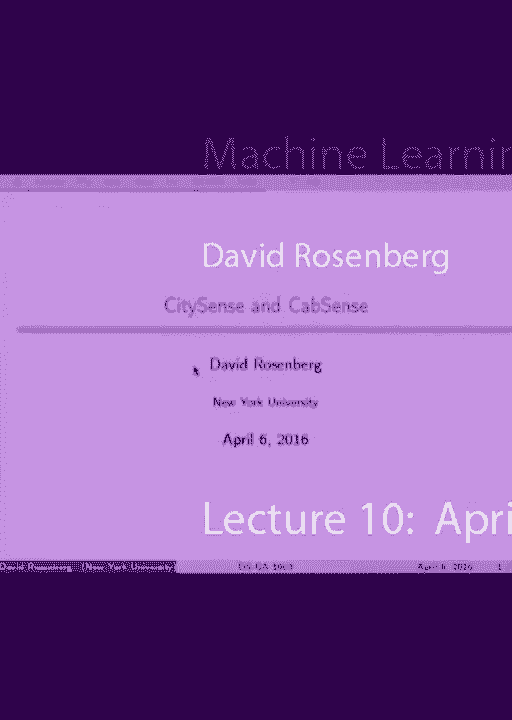 Machine Learnin
David Rosenberg
CitySense and CabSense
David Rosenberg
New York University
April 6, 2016
Lecture 10: Apri
David Rosenberg (New York University) DS-GA 1003 April 6, 2016 1